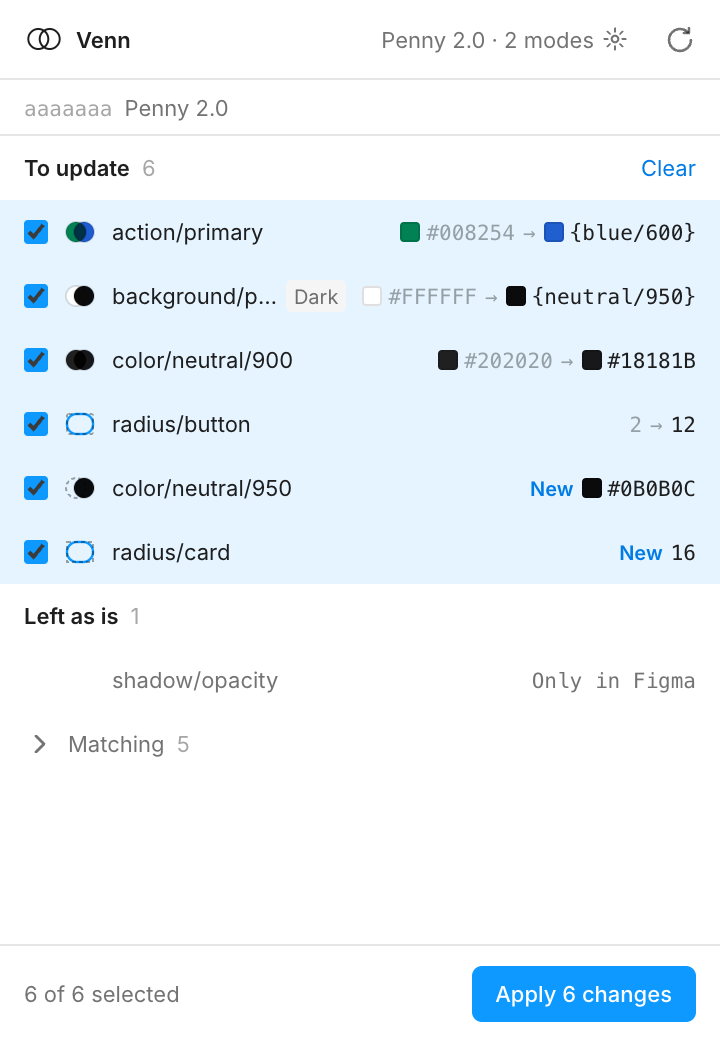 Venn Penny 2.0 · 2 modes
aaaaaaa Penny 2.0
To update 6 Clear
action/primary #008254 → {blue/600}
background/p... Dark #FFFFFF → {neutral/950}
color/neutral/900 #202020 → #18181B
radius/button 2 → 12
color/neutral/950 New #0B0B0C
radius/card New 16
Left as is 1
shadow/opacity Only in Figma
Matching 5
6 of 6 selected Apply 6 changes